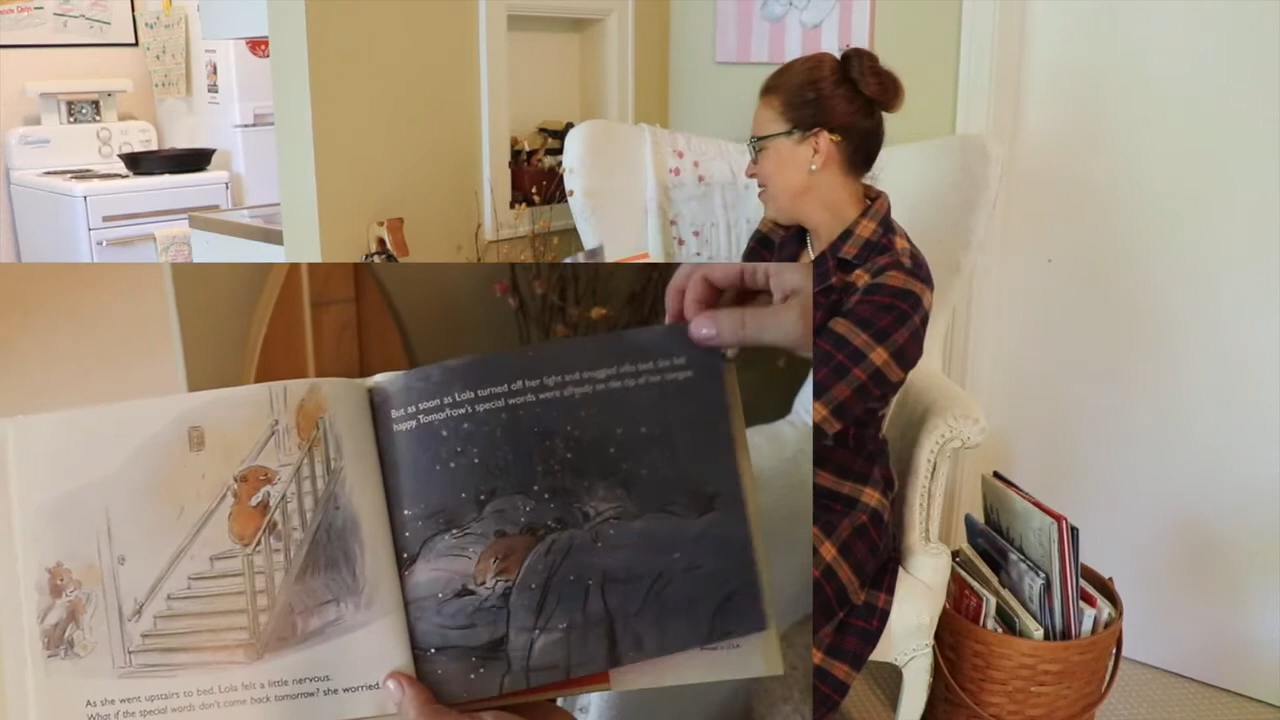 But as soon as Lola turned off her light and snuggled into bed, she felt
happy. Tomorrow's special words were already on the tip of her tongue.
As she went upstairs to bed, Lola felt a little nervous.
What if the special words don't come back tomorrow? she worried.